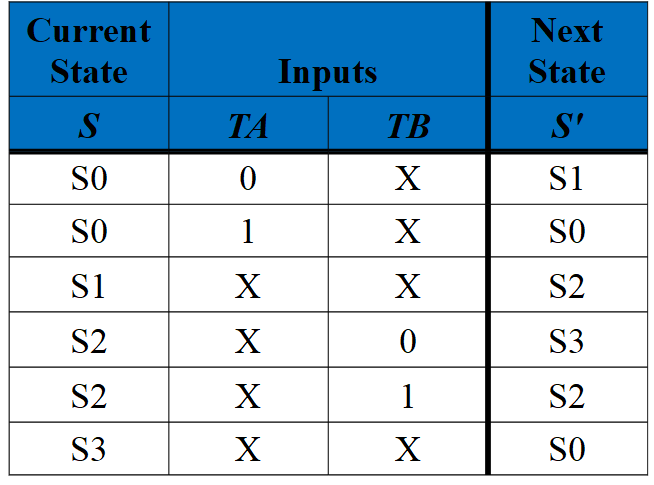 Current State Inputs Next State
S TA TB S'
S0 0 X S1
S0 1 X S0
S1 X X S2
S2 X 0 S3
S2 X 1 S2
S3 X X S0